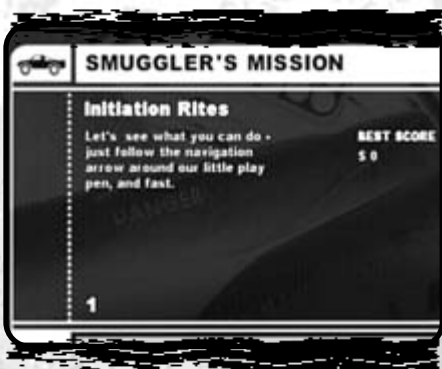 SMUGGLER'S MISSION
Initiation Rites
Let's see what you can do -
just follow the navigation
arrow around our little play
pen, and fast.
BEST SCORE
$ 0
DANGER
1